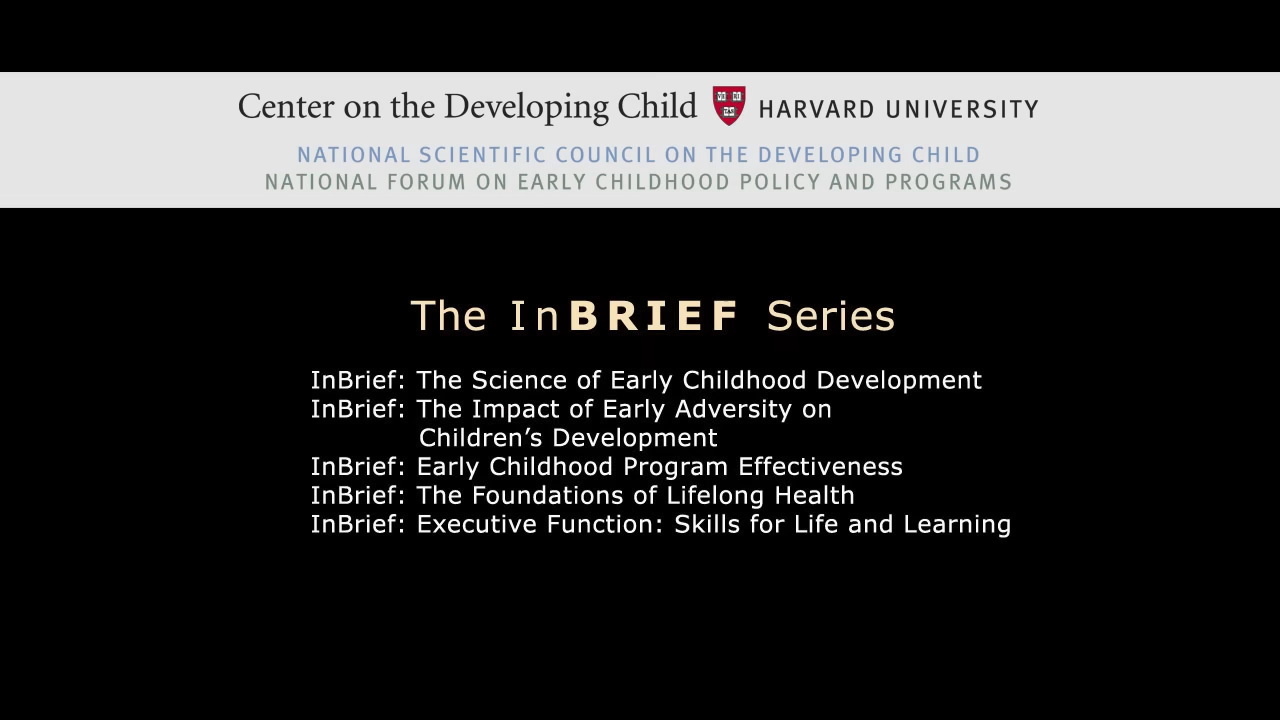 Center on the Developing Child HARVARD UNIVERSITY
NATIONAL SCIENTIFIC COUNCIL ON THE DEVELOPING CHILD
NATIONAL FORUM ON EARLY CHILDHOOD POLICY AND PROGRAMS
The InBRIEF Series
InBrief: The Science of Early Childhood Development
InBrief: The Impact of Early Adversity on
Children’s Development
InBrief: Early Childhood Program Effectiveness
InBrief: The Foundations of Lifelong Health
InBrief: Executive Function: Skills for Life and Learning